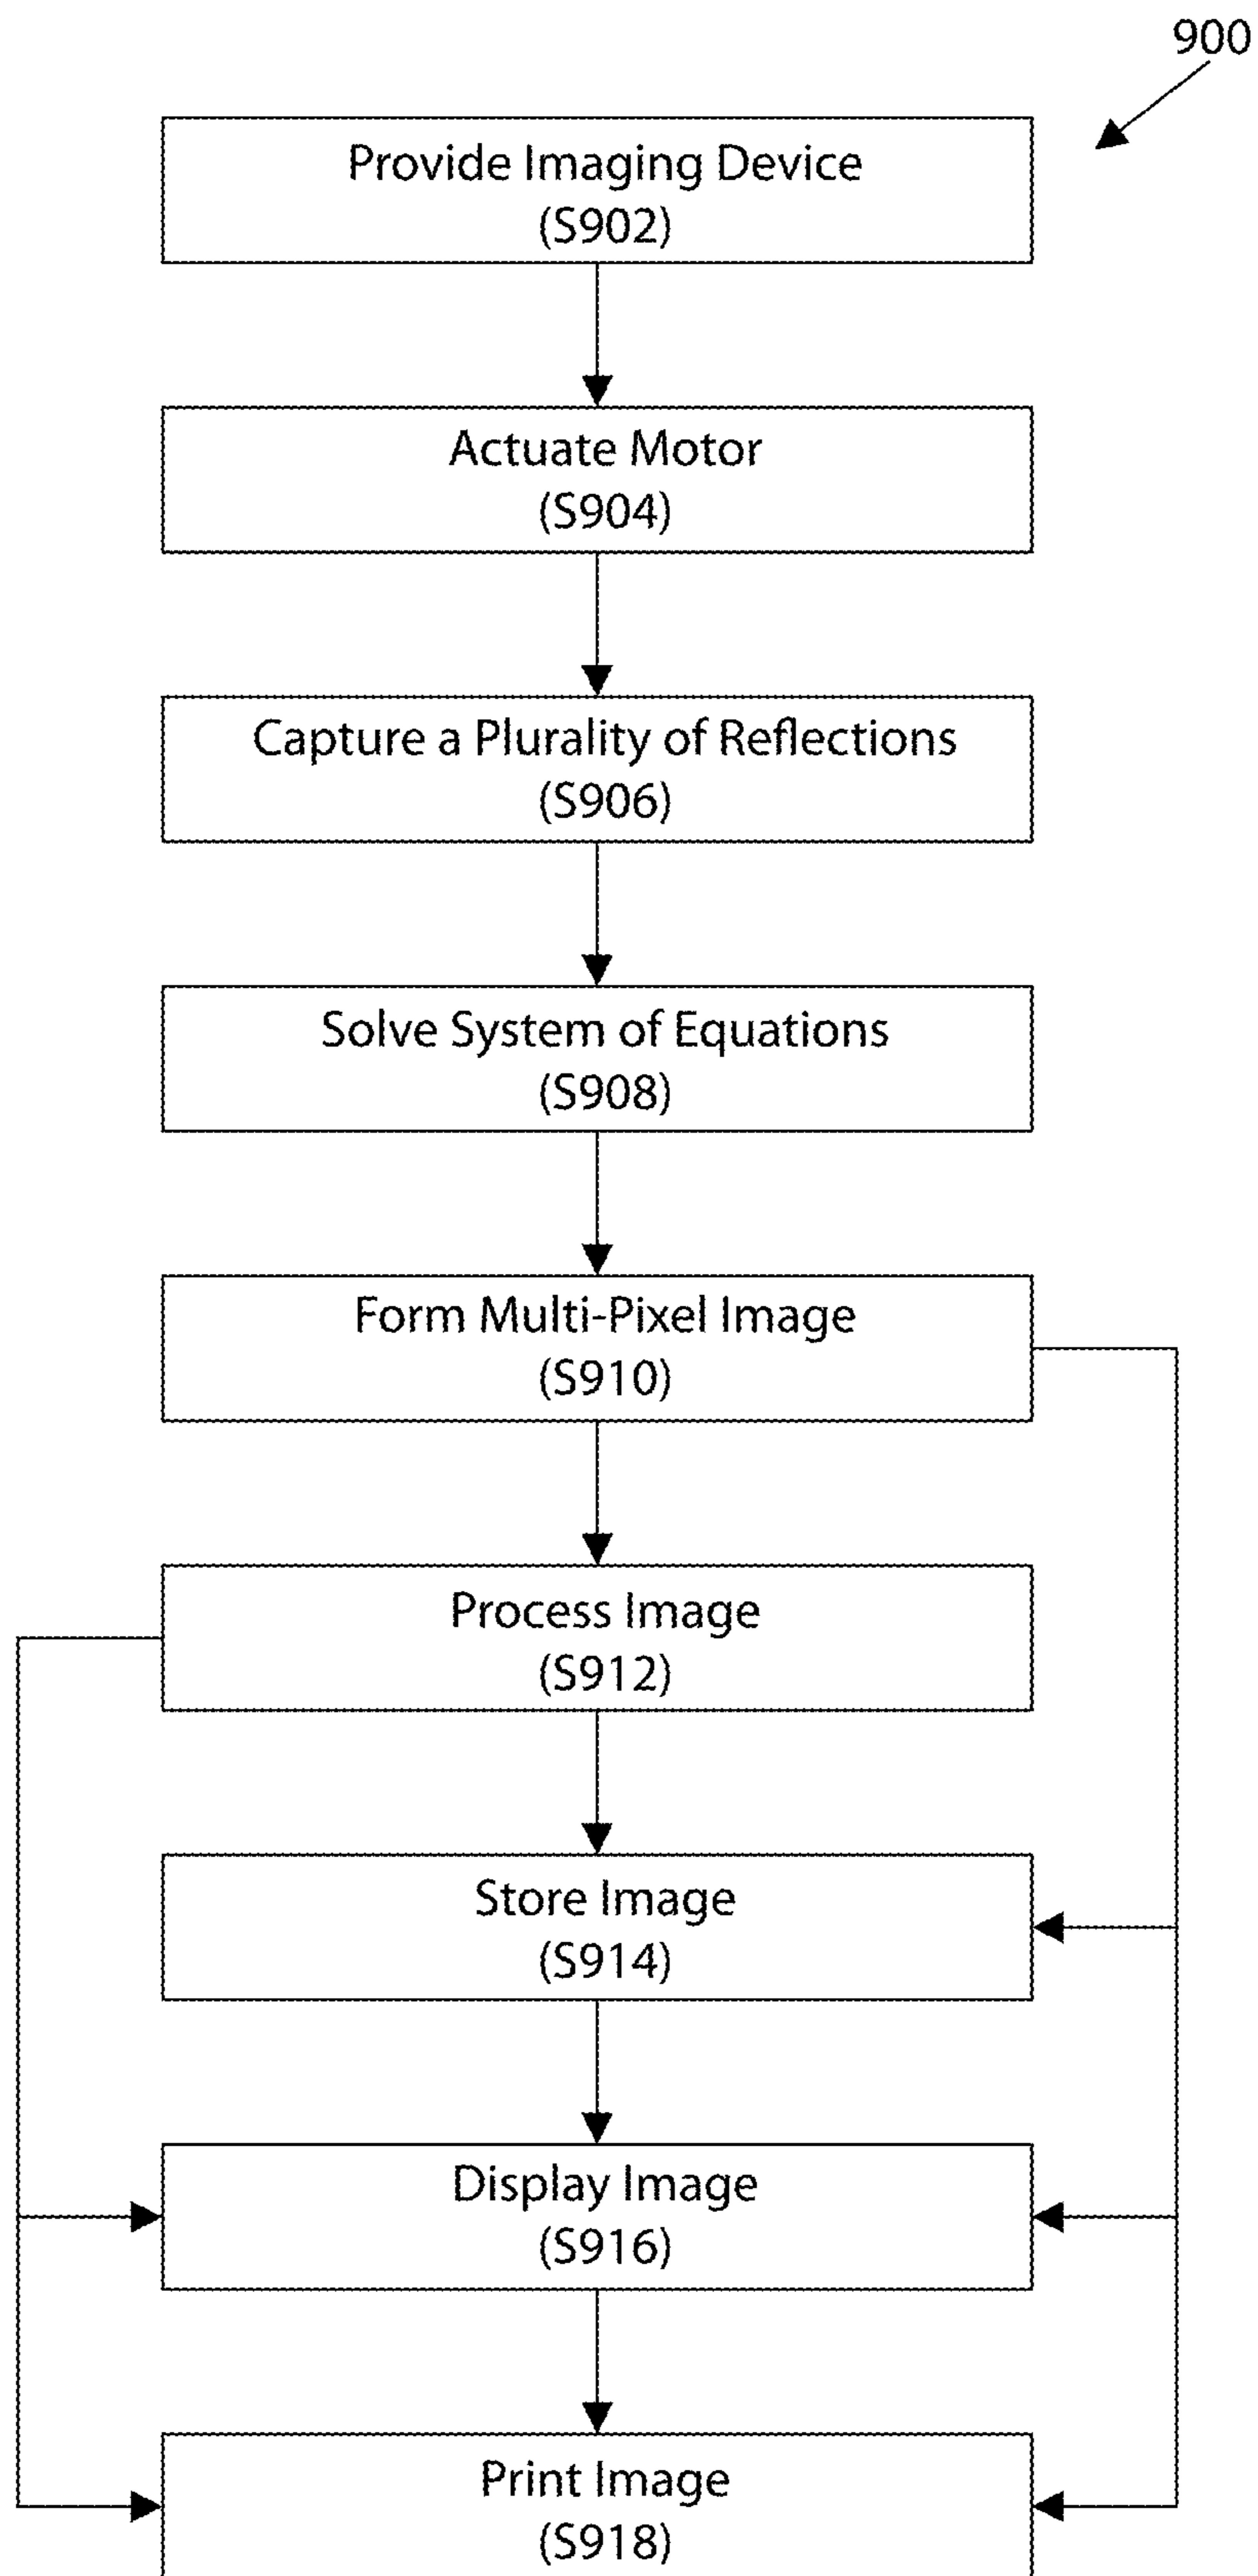 900
Provide Imaging Device
(S902)
Actuate Motor
(S904)
Capture a Plurality of Reflections
(S906)
Solve System of Equations
(S908)
Form Multi-Pixel Image
(S910)
Process Image
(S912)
Store Image
(S914)
Display Image
(S916)
Print Image
(S918)